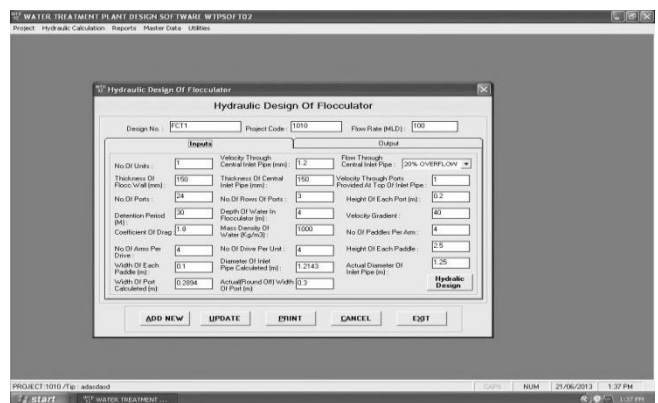 WATER TREATMENT PLANT DESIGN SOFTWARE WTPSOFT02
Project Hydraulic Calculation Reports Master Data Utilities
Hydraulic Design Of Flocculator
Hydraulic Design Of Flocculator
Design No. : FCT1 Project Code : 1010 Flow Rate (MLD) : 100
Inputs Output
No.Of Units : 1 Velocity Through Central Inlet Pipe (mm) : 1.2 Flow Through Central Inlet Pipe : 20% OVERFLOW
Thickness Of Flocc.Wall (mm) : 150 Thickness Of Central Inlet Pipe (mm) : 150 Velocity Through Ports Provided At Top Of Inlet Pipe : 1
No.Of Ports : 24 No.Of Rows Of Ports : 3 Height Of Each Port (m) : 0.2
Detention Period (M) : 30 Depth Of Water In Flocculator (m) : 4 Velocity Gradient : 40
Coefficient Of Drag 1.8 Mass Density Of Water (Kg/m3) : 1000 No Of Paddles Per Arm : 4
No.Of Arms Per Drive : 4 No.Of Drive Per Unit : 4 Height Of Each Paddle : 2.5
Width Of Each Paddle (m) : 0.1 Diameter Of Inlet Pipe Calculated (m) : 1.2143 Actual Diameter Of Inlet Pipe (m) : 1.25
Width Of Port Calculated (m) 0.2894 Actual(Round Off) Width Of Port (m) 0.3 Hydralic Design
ADD NEW UPDATE PRINT CANCEL EXIT
PROJECT:1010 /Tip : adasdasd CAPS NUM 21/06/2013 1:37 PM
start WATER TREATMENT ... 1:37 PM